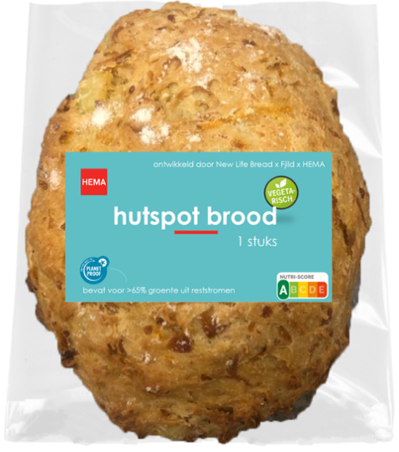 ontwikkeld door New Life Bread x Fjild x HEMA
HEMA
VEGETA-
RISCH
hutspot brood
1 stuks
PLANET
PROOF
bevat voor >65% groente uit reststromen
NUTRI-SCORE
A B C D E